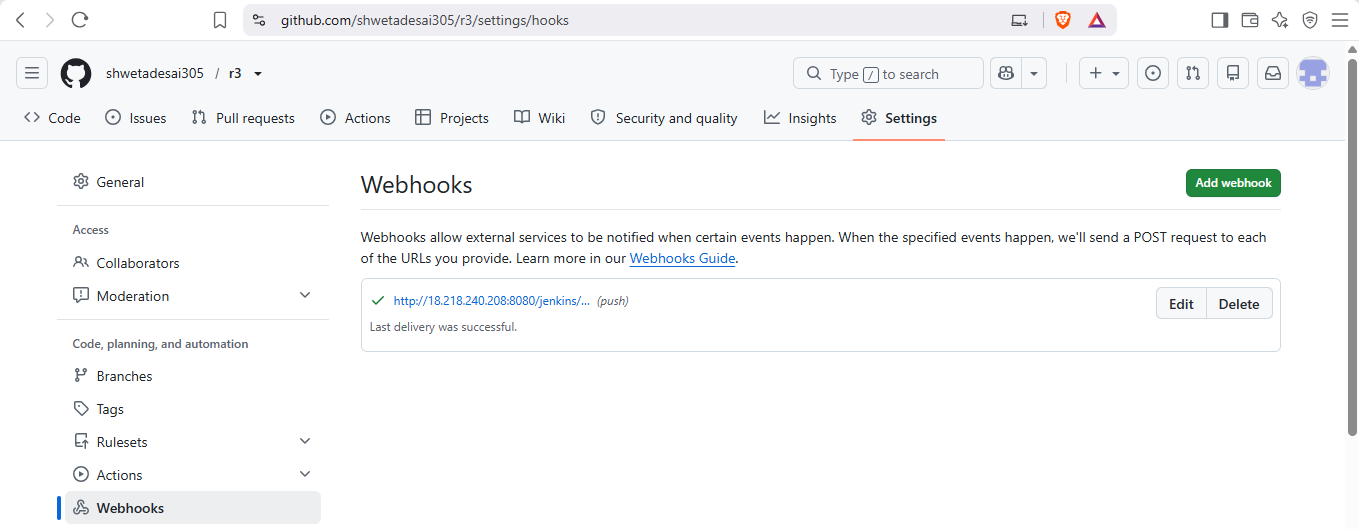 github.com/shwetadesai305/r3/settings/hooks
shwetadesai305 / r3
Type / to search
Code Issues Pull requests Actions Projects Wiki Security and quality Insights Settings
General
Access
Collaborators
Moderation
Code, planning, and automation
Branches
Tags
Rulesets
Actions
Webhooks
Webhooks
Add webhook
Webhooks allow external services to be notified when certain events happen. When the specified events happen, we'll send a POST request to each
of the URLs you provide. Learn more in our Webhooks Guide.
http://18.218.240.208:8080/jenkins/... (push)
Edit Delete
Last delivery was successful.